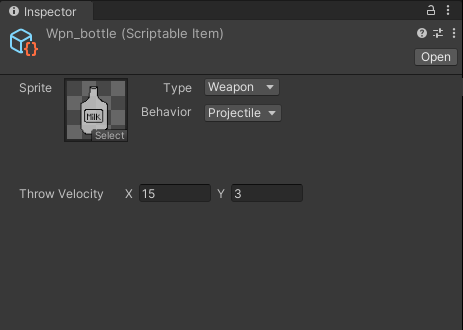 Inspector
Wpn_bottle (Scriptable Item)
Open
Sprite
MilK
Select
Type Weapon
Behavior Projectile
Throw Velocity X 15 Y 3